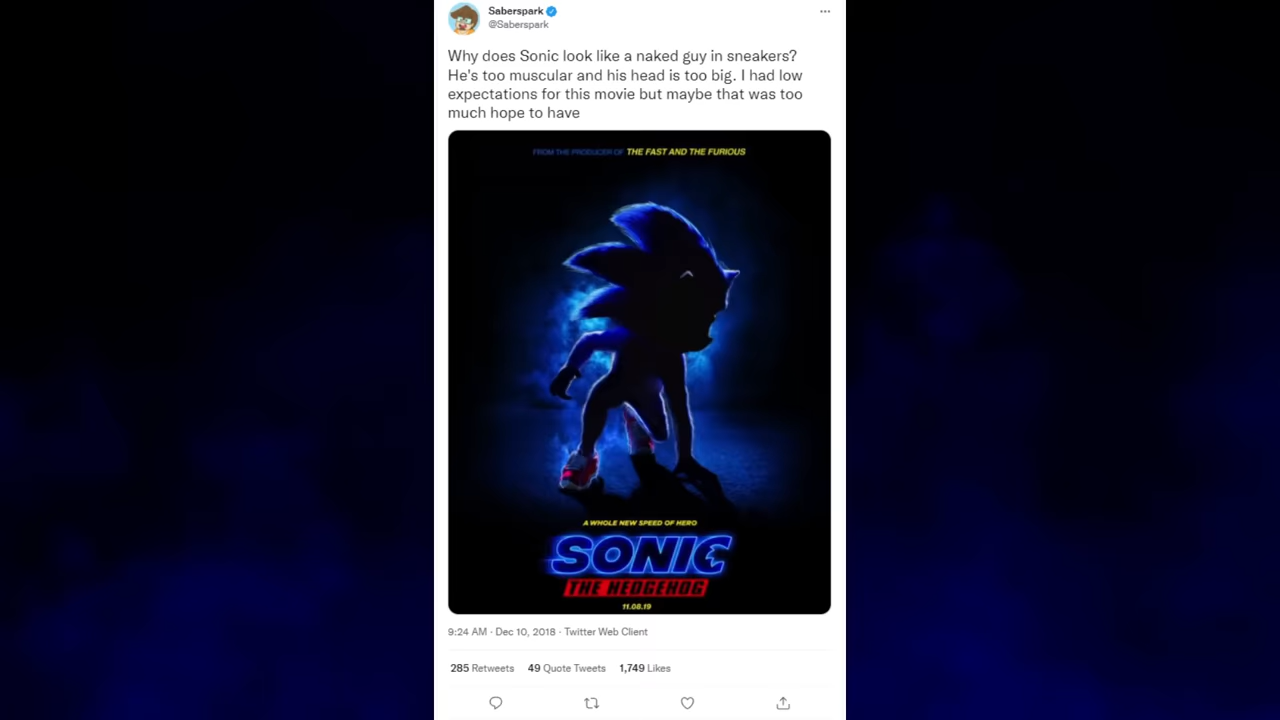 Saberspark
@Saberspark
Why does Sonic look like a naked guy in sneakers?
He's too muscular and his head is too big. I had low
expectations for this movie but maybe that was too
much hope to have
FROM THE PRODUCER OF THE FAST AND THE FURIOUS
A WHOLE NEW SPEED OF HERO
SONIC
THE HEDGEHOG
11.08.19
9:24 AM · Dec 10, 2018 · Twitter Web Client
285 Retweets 49 Quote Tweets 1,749 Likes